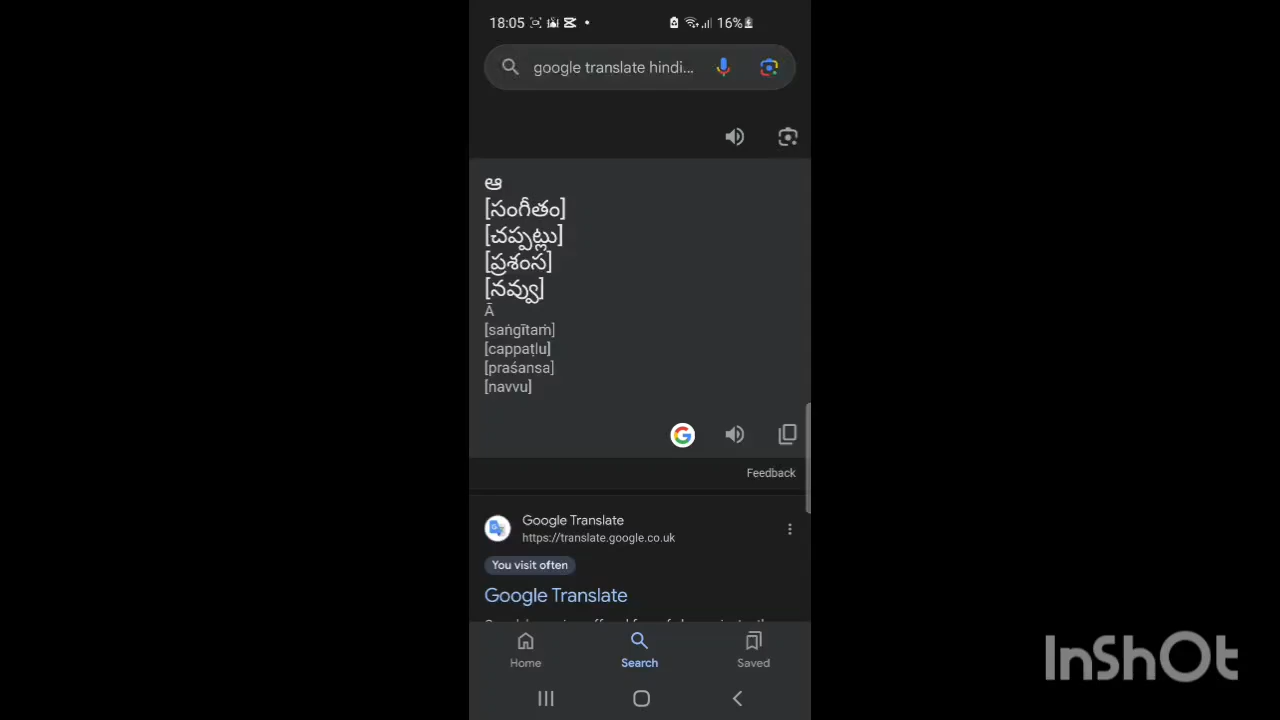 18:05 16%
google translate hindi...
ఆ
[సంగీతం]
[చప్పట్లు]
[ప్రశంస]
[నవ్వు]
Ā
[saṅgītaṁ]
[cappaṭlu]
[praśansa]
[navvu]
Feedback
Google Translate
https://translate.google.co.uk
You visit often
Google Translate
Home Search Saved
InShOt